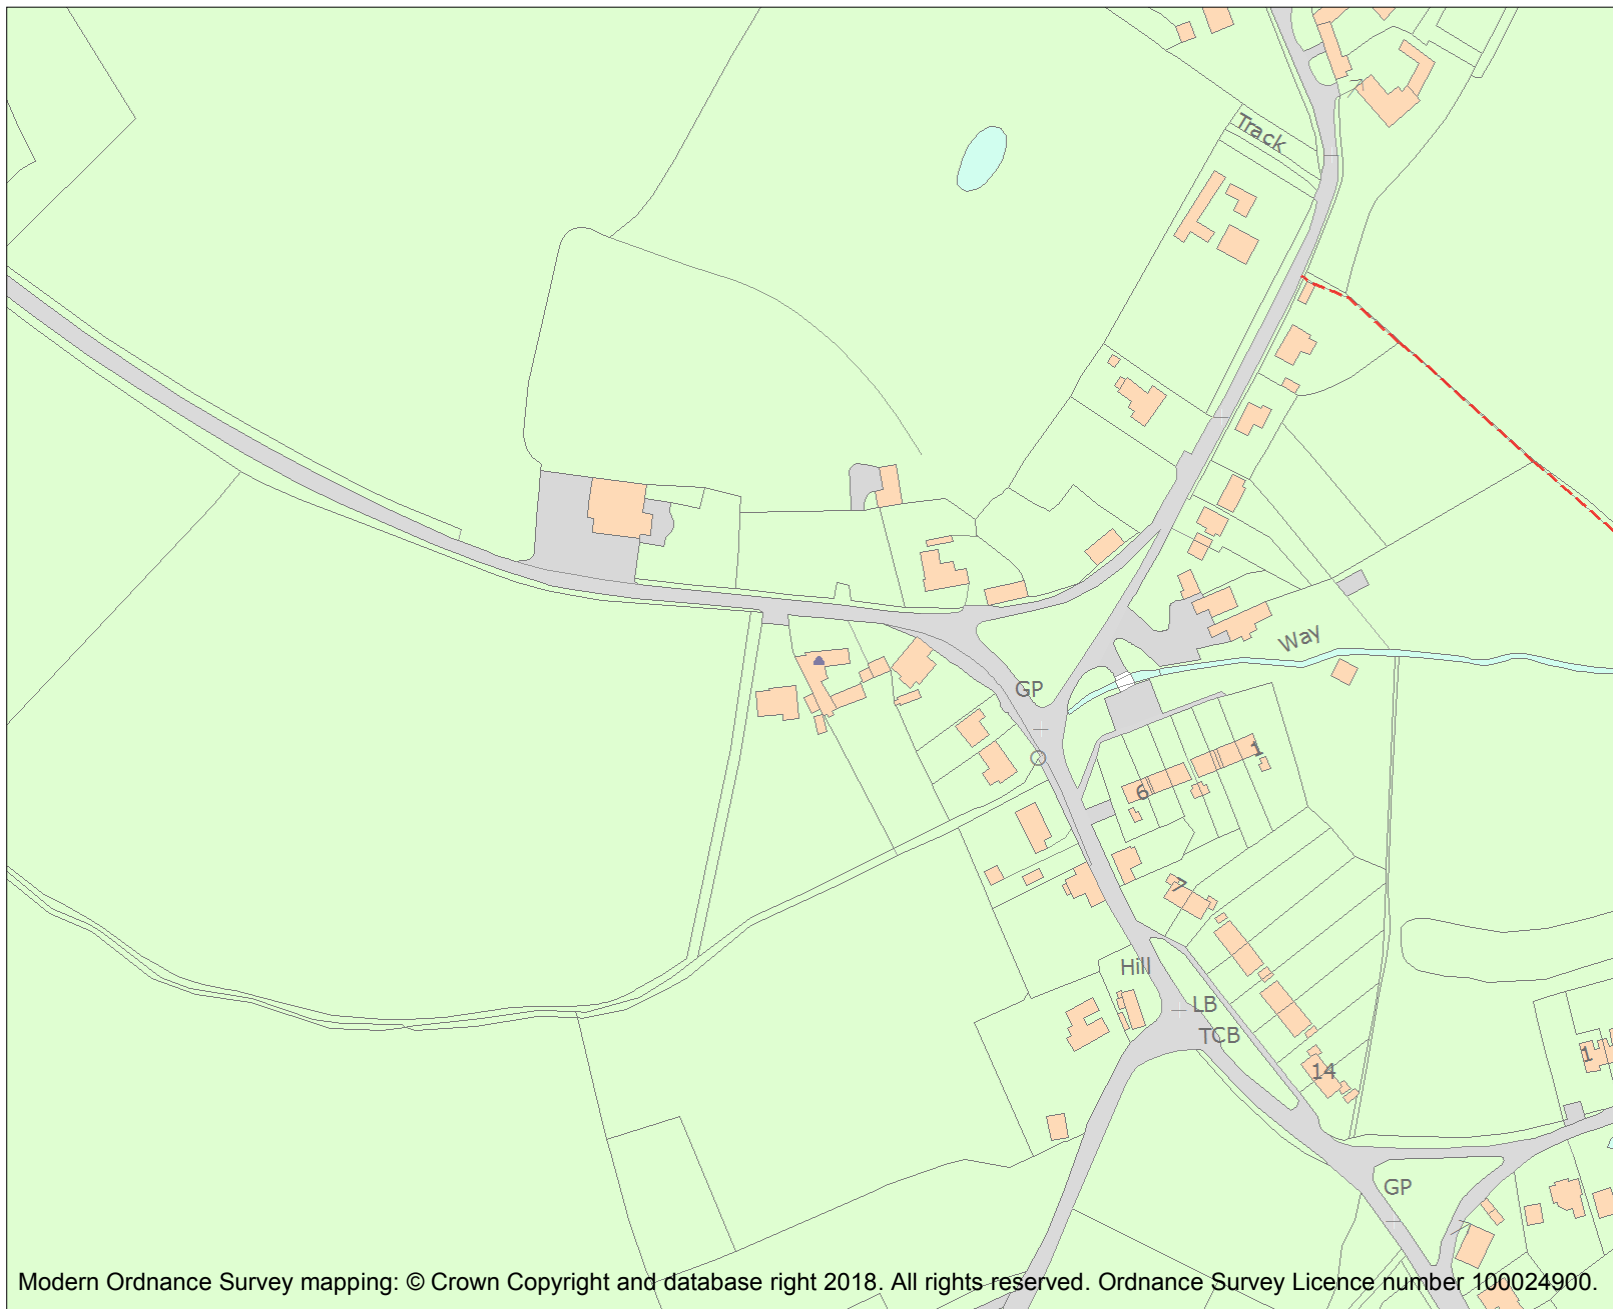 Track
Way
GP
1
6
7
Hill
LB
TCB
1
14
GP
Modern Ordnance Survey mapping: © Crown Copyright and database right 2018. All rights reserved. Ordnance Survey Licence number 100024900.